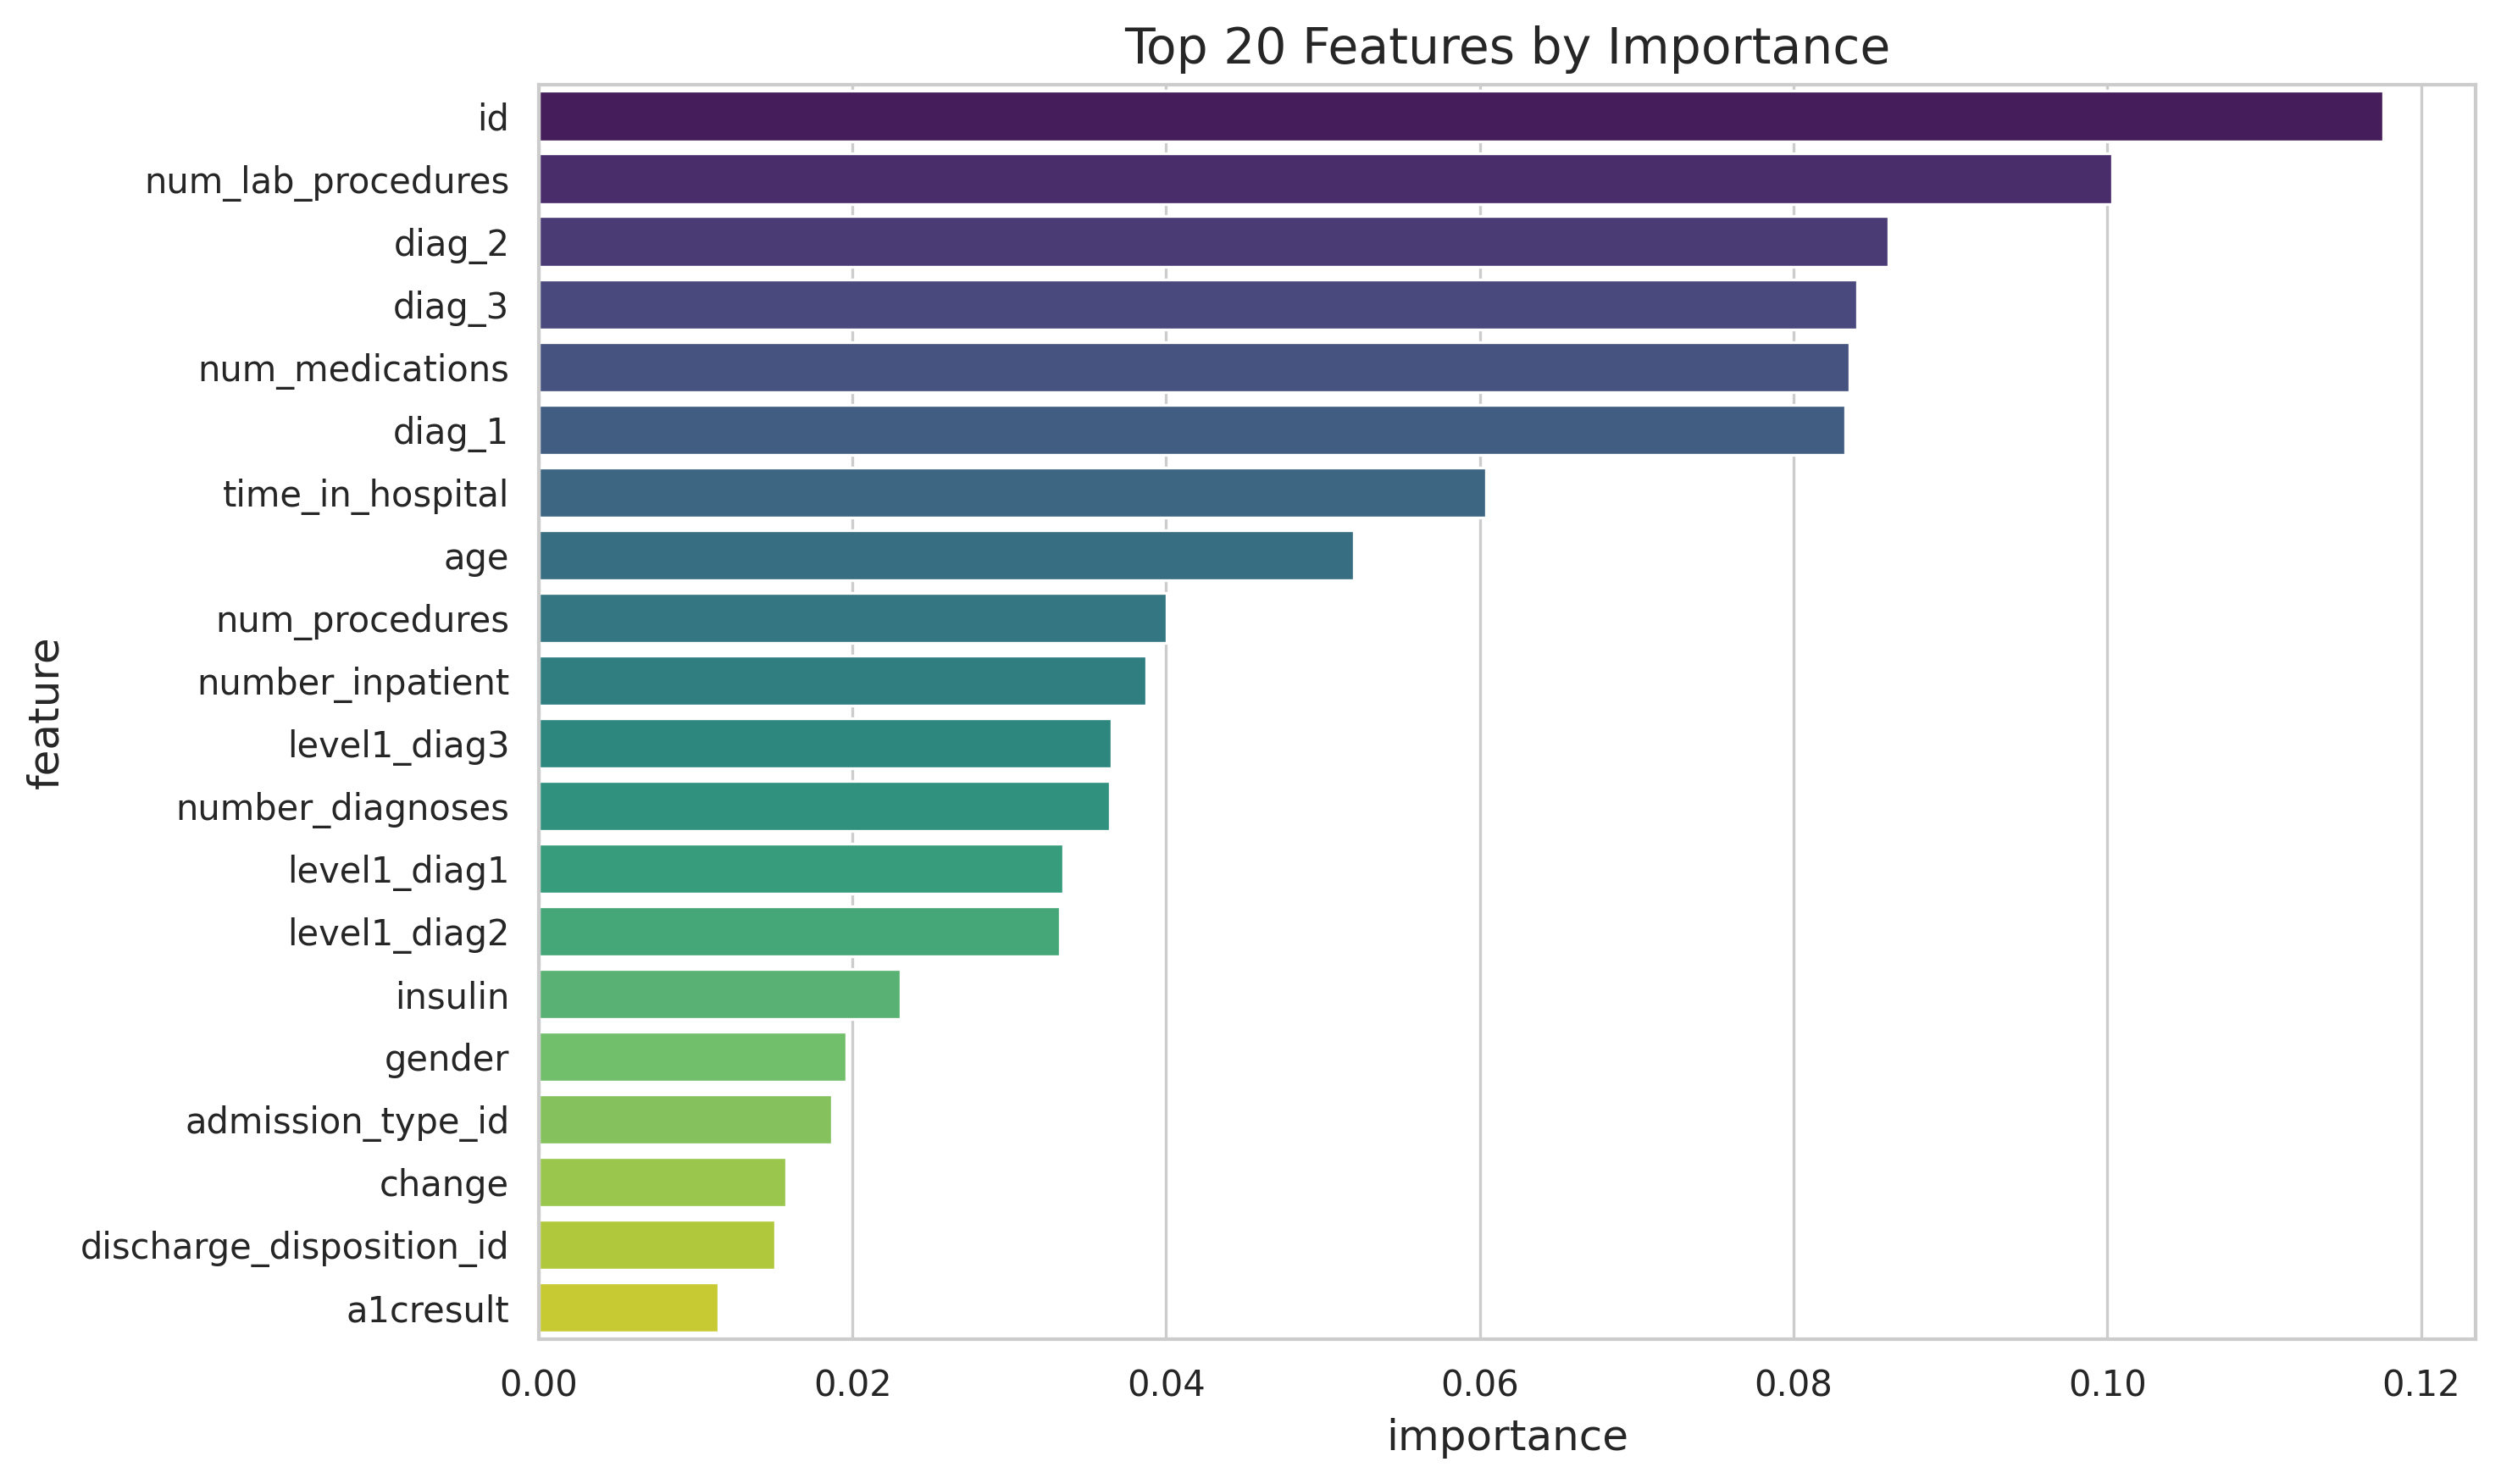 Top 20 Features by Importance
id
num_lab_procedures
diag_2
diag_3
num_medications
diag_1
time_in_hospital
age
num_procedures
number_inpatient
level1_diag3
number_diagnoses
level1_diag1
level1_diag2
insulin
gender
admission_type_id
change
discharge_disposition_id
a1cresult
feature
0.00 0.02 0.04 0.06 0.08 0.10 0.12
importance